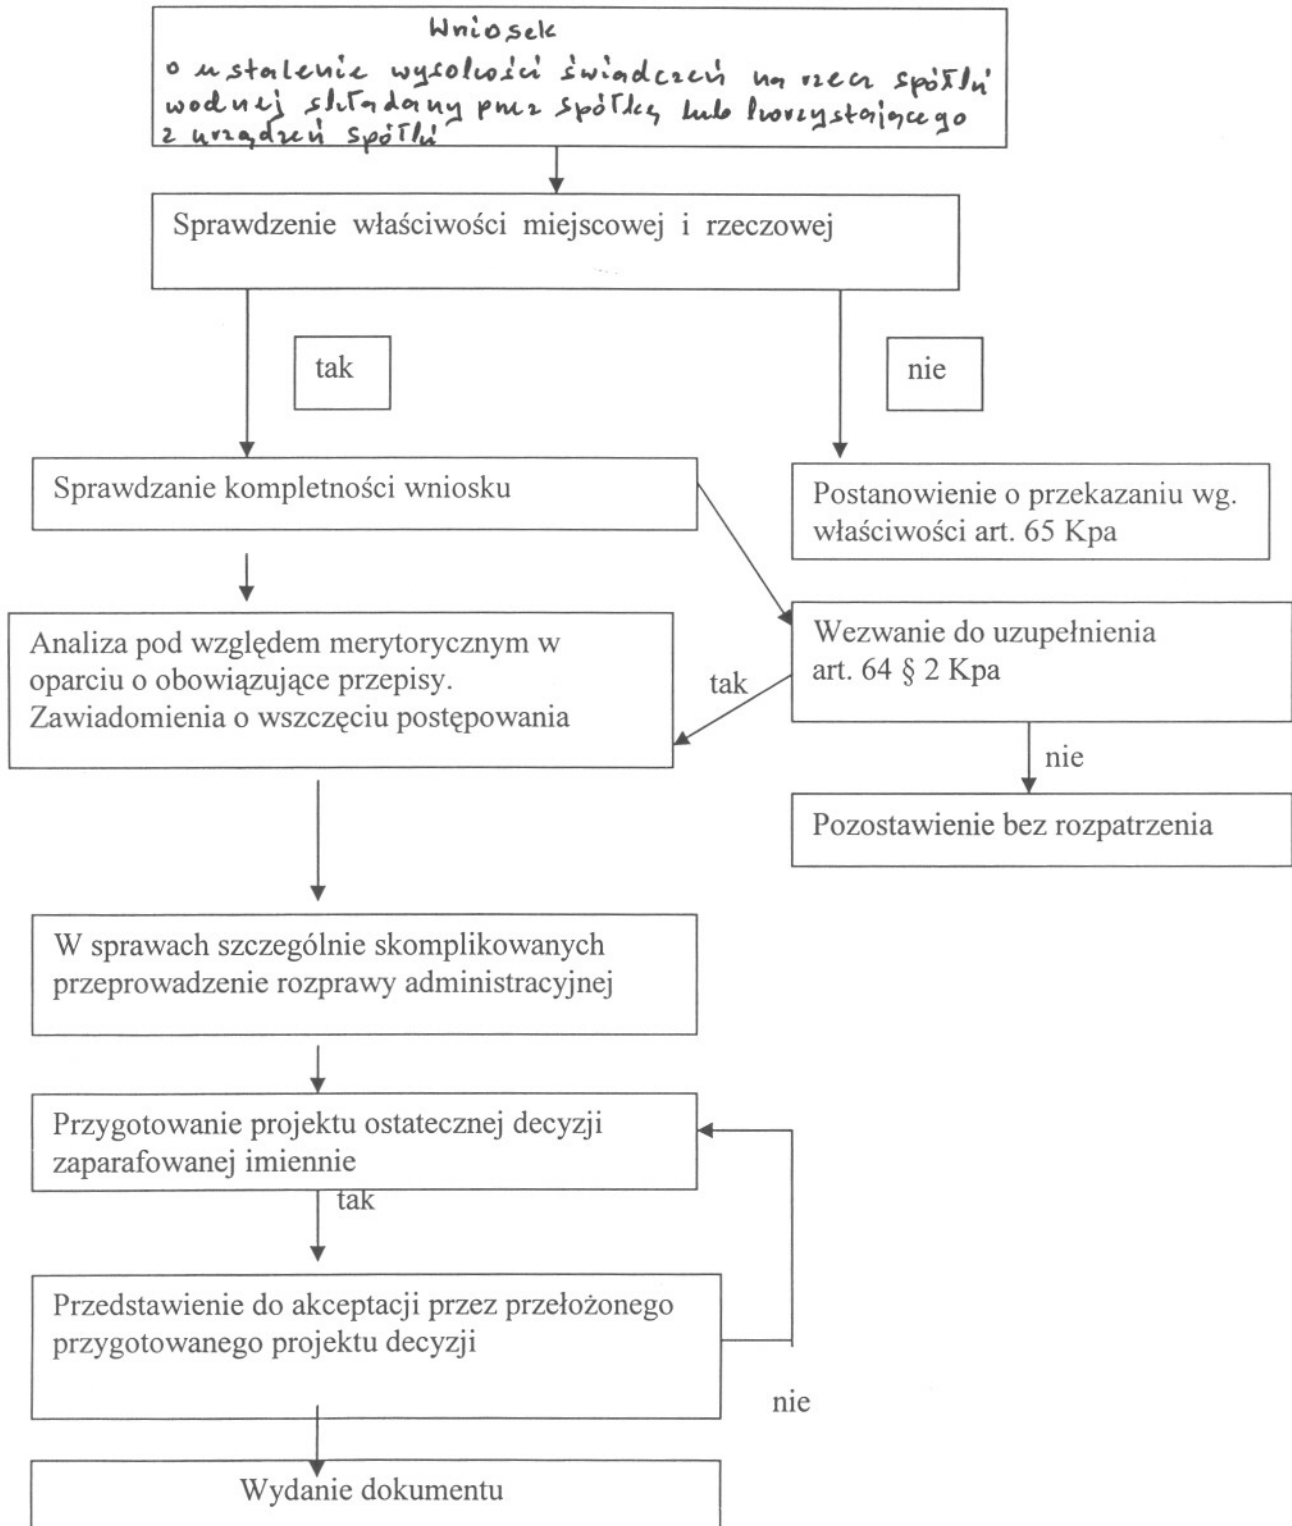 Wniosek
o ustalenie wysokości świadczeń na rzecz spółki
wodnej składany przez spółkę lub korzystającego
z urządzeń spółki
Sprawdzenie właściwości miejscowej i rzeczowej
tak
nie
Sprawdzanie kompletności wniosku
Postanowienie o przekazaniu wg.
właściwości art. 65 Kpa
Analiza pod względem merytorycznym w
oparciu o obowiązujące przepisy.
Zawiadomienia o wszczęciu postępowania
tak
Wezwanie do uzupełnienia
art. 64 § 2 Kpa
nie
Pozostawienie bez rozpatrzenia
W sprawach szczególnie skomplikowanych
przeprowadzenie rozprawy administracyjnej
Przygotowanie projektu ostatecznej decyzji
zaparafowanej imiennie
tak
Przedstawienie do akceptacji przez przełożonego
przygotowanego projektu decyzji
nie
Wydanie dokumentu